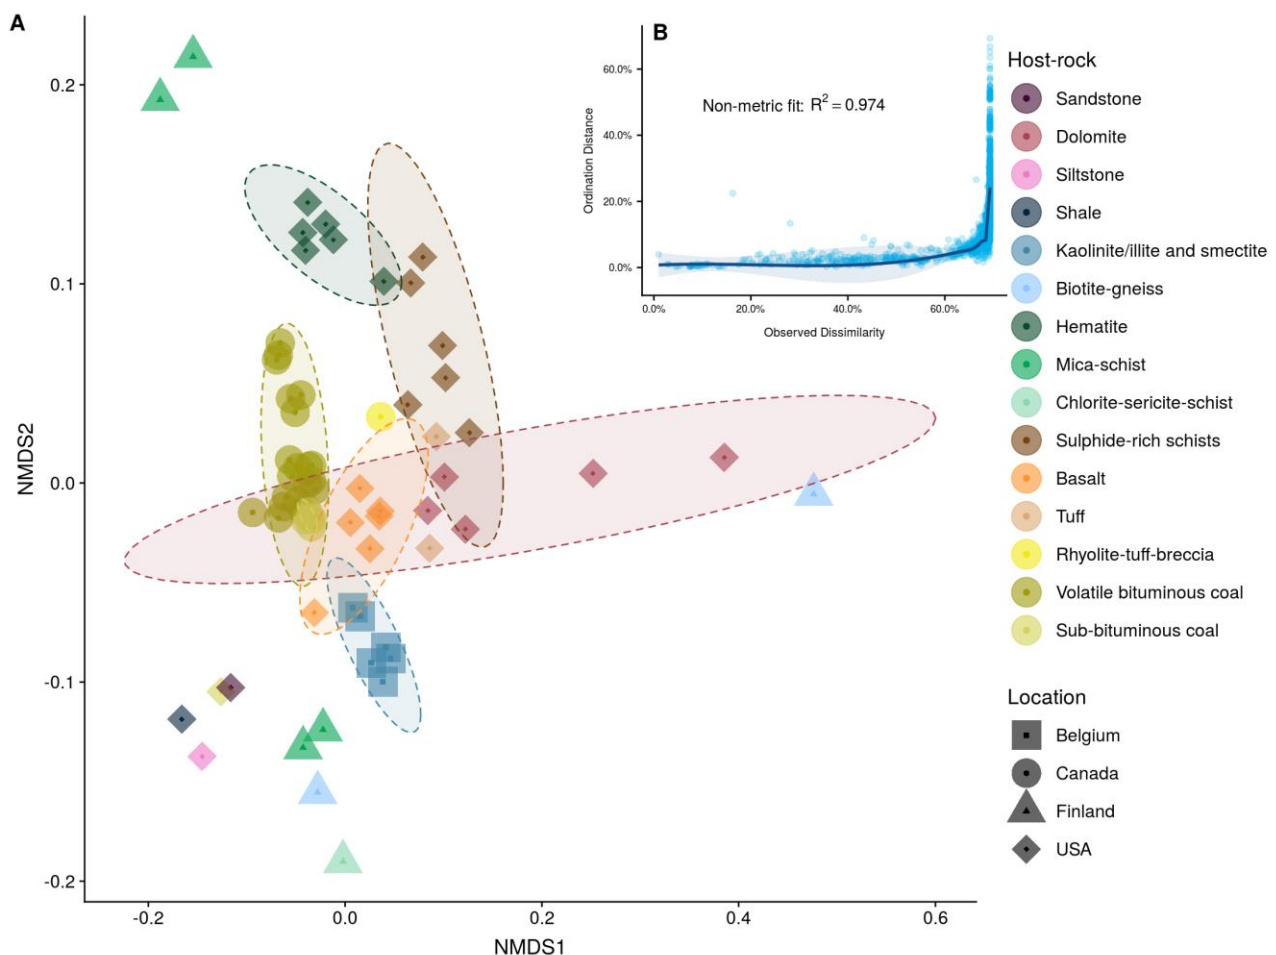 A
0.2
0.1
0.0
-0.1
-0.2
NMDS2
-0.2
0.0
0.2
0.4
0.6
NMDS1
B
60.0%
40.0%
20.0%
0.0%
Ordination Distance
Non-metric fit: R² = 0.974
0.0%
20.0%
40.0%
60.0%
Observed Dissimilarity
Host-rock
Sandstone
Dolomite
Siltstone
Shale
Kaolinite/illite and smectite
Biotite-gneiss
Hematite
Mica-schist
Chlorite-sericite-schist
Sulphide-rich schists
Basalt
Tuff
Rhyolite-tuff-breccia
Volatile bituminous coal
Sub-bituminous coal
Location
Belgium
Canada
Finland
USA